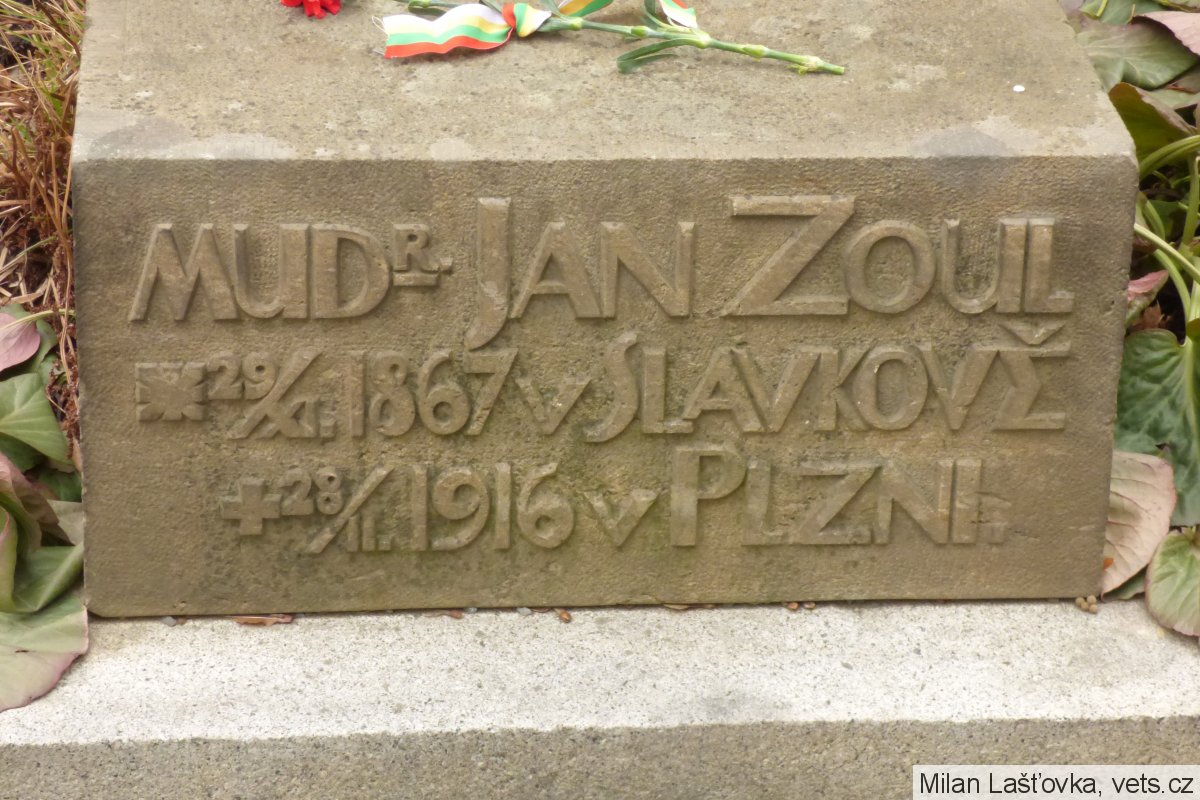 MUDR. JAN ZOUL
* 29/XI. 1867 V SLAVKOVĚ
+ 28/II. 1916 V PLZNI.
Milan Lašťovka, vets.cz